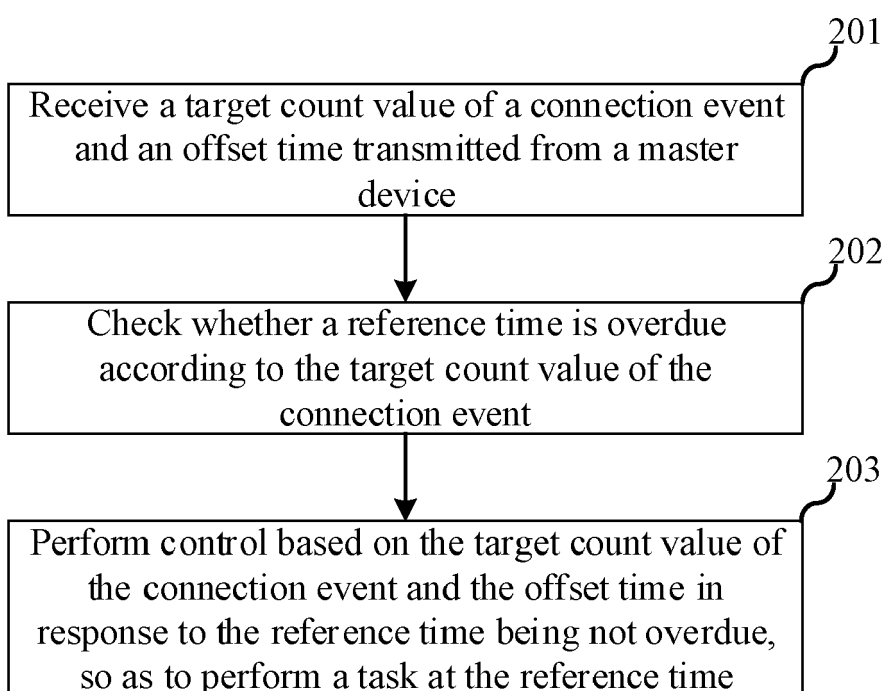 201
Receive a target count value of a connection event
and an offset time transmitted from a master
device
202
Check whether a reference time is overdue
according to the target count value of the
connection event
203
Perform control based on the target count value of
the connection event and the offset time in
response to the reference time being not overdue,
so as to perform a task at the reference time